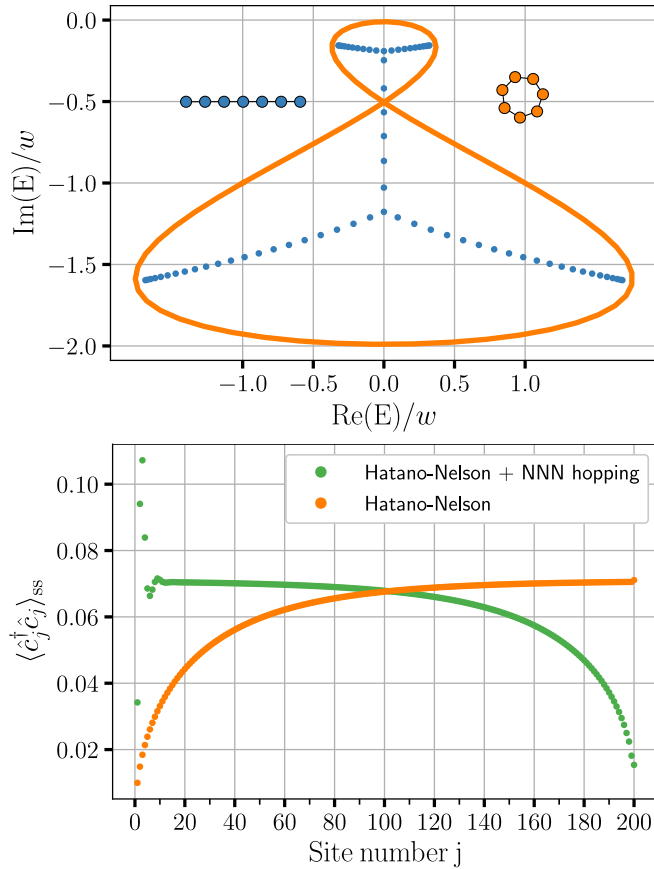 0.0
−0.5
−1.0
−1.5
−2.0
Im(E)/w
−1.0 −0.5 0.0 0.5 1.0
Re(E)/w
0.10
0.08
0.06
0.04
0.02
⟨ĉ†ⱼĉⱼ⟩ss
Hatano-Nelson + NNN hopping
Hatano-Nelson
0 20 40 60 80 100 120 140 160 180 200
Site number j